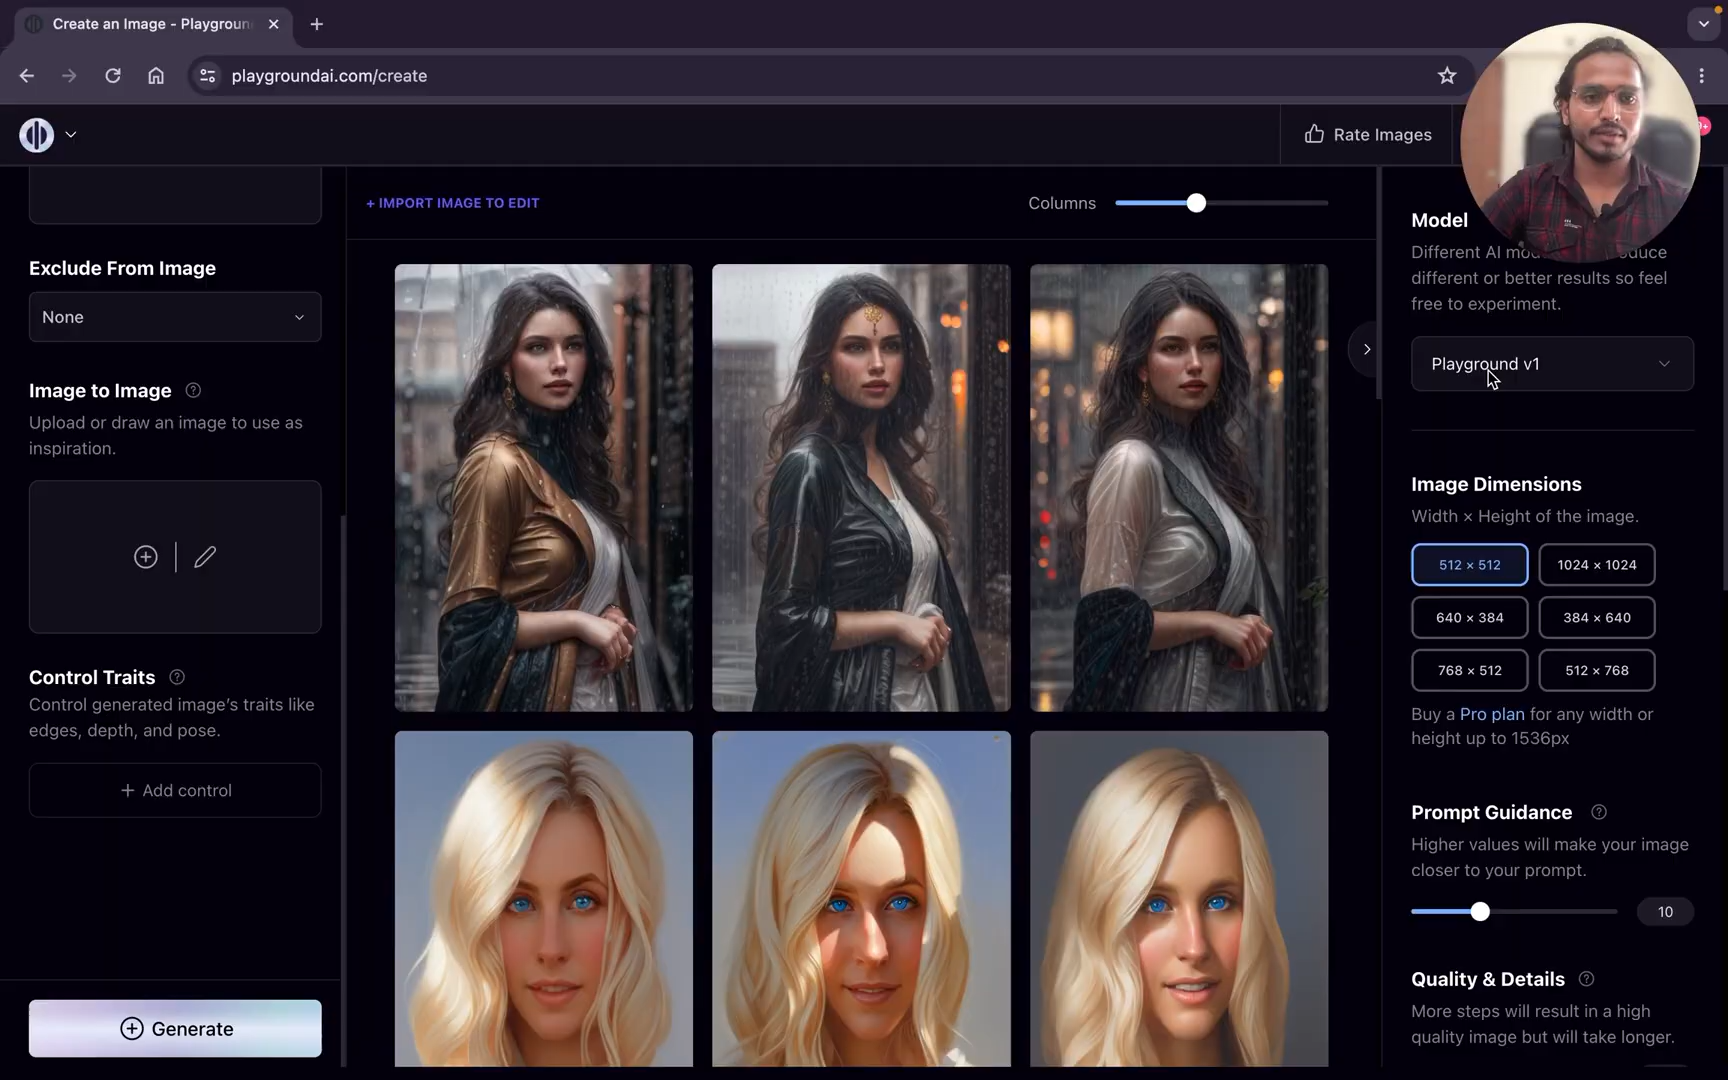 Create an Image - Playgroun
playgroundai.com/create
Rate Images
+ IMPORT IMAGE TO EDIT
Columns
Exclude From Image
None
Image to Image
Upload or draw an image to use as
inspiration.
Control Traits
Control generated image's traits like
edges, depth, and pose.
+ Add control
Generate
Model
Different AI
different or better results so feel
free to experiment.
Playground v1
Image Dimensions
Width × Height of the image.
512 × 512
1024 × 1024
640 × 384
384 × 640
768 × 512
512 × 768
Buy a Pro plan for any width or
height up to 1536px
Prompt Guidance
Higher values will make your image
closer to your prompt.
10
Quality & Details
More steps will result in a high
quality image but will take longer.